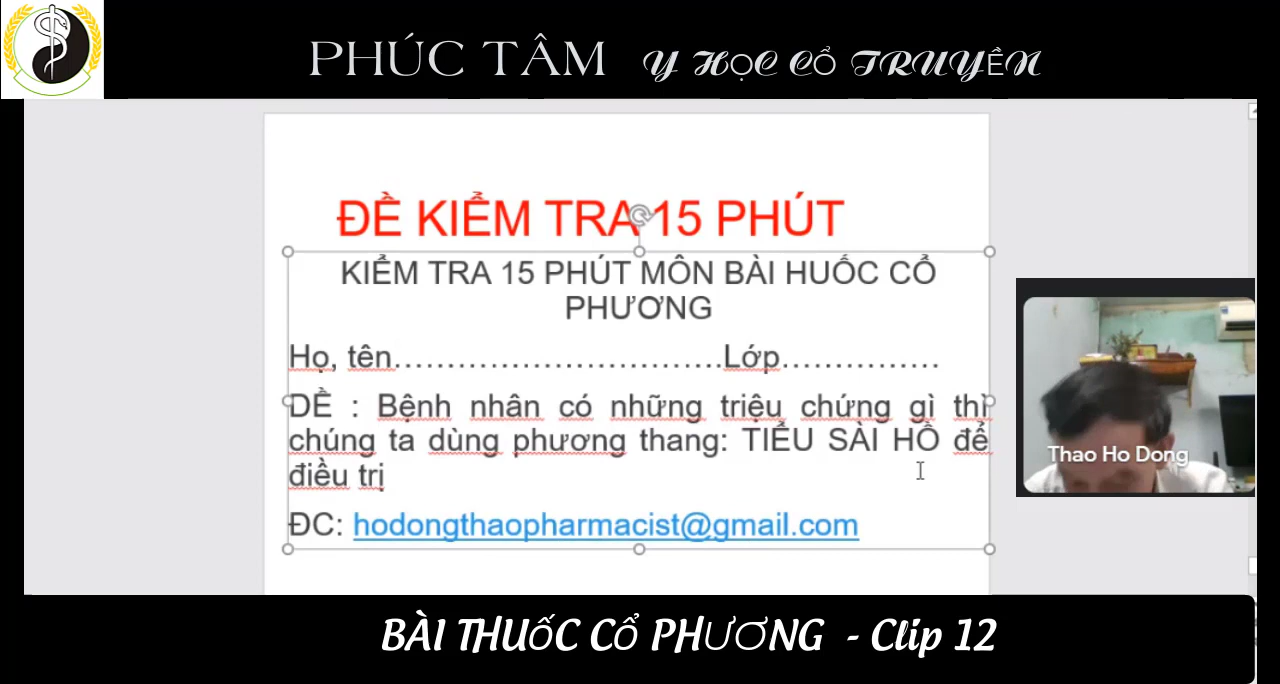 PHÚC TÂM Y HỌC CỔ TRUYỀN
ĐỀ KIỂM TRA 15 PHÚT
KIỂM TRA 15 PHÚT MÔN BÀI HUỐC CỔ
PHƯƠNG
Họ, tên……………………………Lớp……………
DỀ : Bệnh nhân có những triệu chứng gì thì
chúng ta dùng phương thang: TIỂU SÀI HỒ để
điều trị
ĐC: hodongthaopharmacist@gmail.com
Thao Ho Dong
BÀI THUỐC CỔ PHƯƠNG - Clip 12